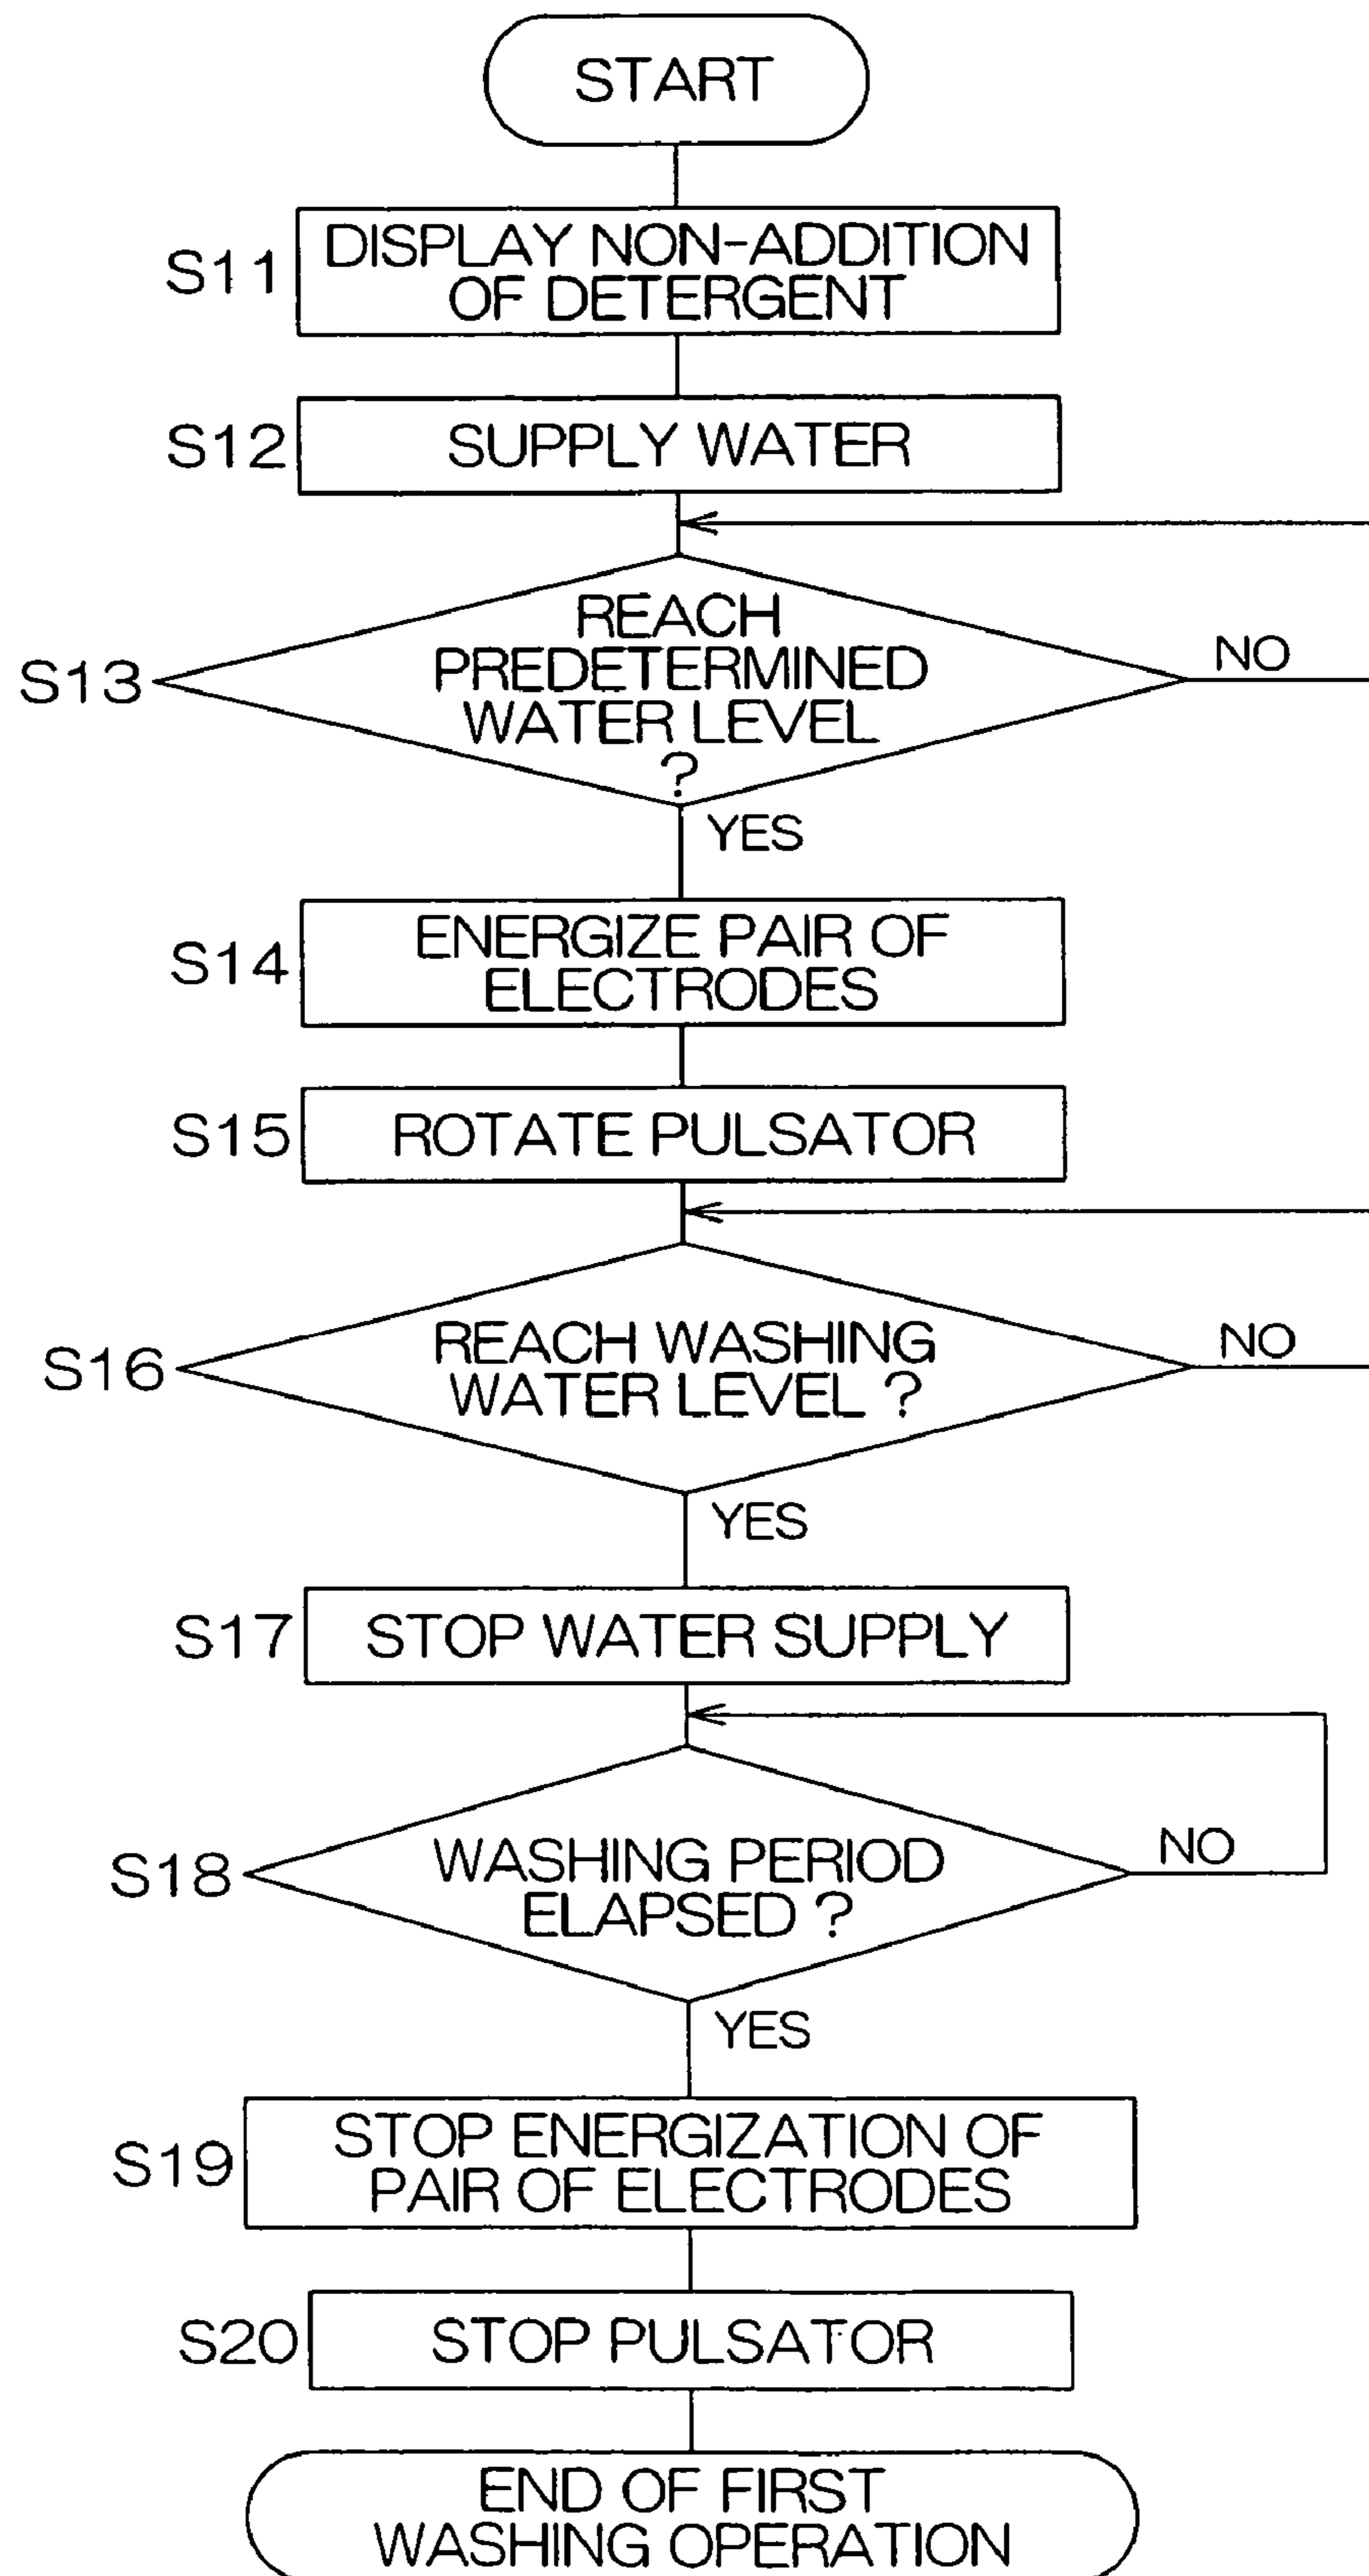 START
S11
DISPLAY NON-ADDITION
OF DETERGENT
S12
SUPPLY WATER
S13
REACH
PREDETERMINED
WATER LEVEL
?
NO
YES
S14
ENERGIZE PAIR OF
ELECTRODES
S15
ROTATE PULSATOR
S16
REACH WASHING
WATER LEVEL ?
NO
YES
S17
STOP WATER SUPPLY
S18
WASHING PERIOD
ELAPSED ?
NO
YES
S19
STOP ENERGIZATION OF
PAIR OF ELECTRODES
S20
STOP PULSATOR
END OF FIRST
WASHING OPERATION